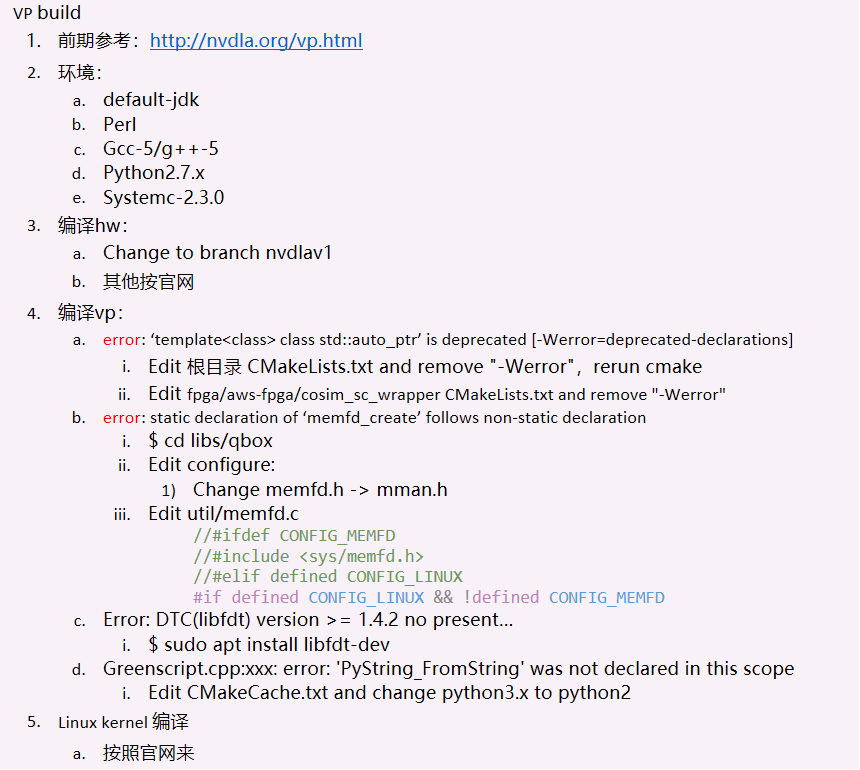 VP build
1. 前期参考：http://nvdla.org/vp.html
2. 环境：
a. default-jdk
b. Perl
c. Gcc-5/g++-5
d. Python2.7.x
e. Systemc-2.3.0
3. 编译hw：
a. Change to branch nvdlav1
b. 其他按官网
4. 编译vp：
a. error: ‘template<class> class std::auto_ptr’ is deprecated [-Werror=deprecated-declarations]
i. Edit 根目录 CMakeLists.txt and remove "-Werror"，rerun cmake
ii. Edit fpga/aws-fpga/cosim_sc_wrapper CMakeLists.txt and remove "-Werror"
b. error: static declaration of ‘memfd_create’ follows non-static declaration
i. $ cd libs/qbox
ii. Edit configure:
1) Change memfd.h -> mman.h
iii. Edit util/memfd.c
//#ifdef CONFIG_MEMFD
//#include <sys/memfd.h>
//#elif defined CONFIG_LINUX
#if defined CONFIG_LINUX && !defined CONFIG_MEMFD
c. Error: DTC(libfdt) version >= 1.4.2 no present...
i. $ sudo apt install libfdt-dev
d. Greenscript.cpp:xxx: error: 'PyString_FromString' was not declared in this scope
i. Edit CMakeCache.txt and change python3.x to python2
5. Linux kernel 编译
a. 按照官网来